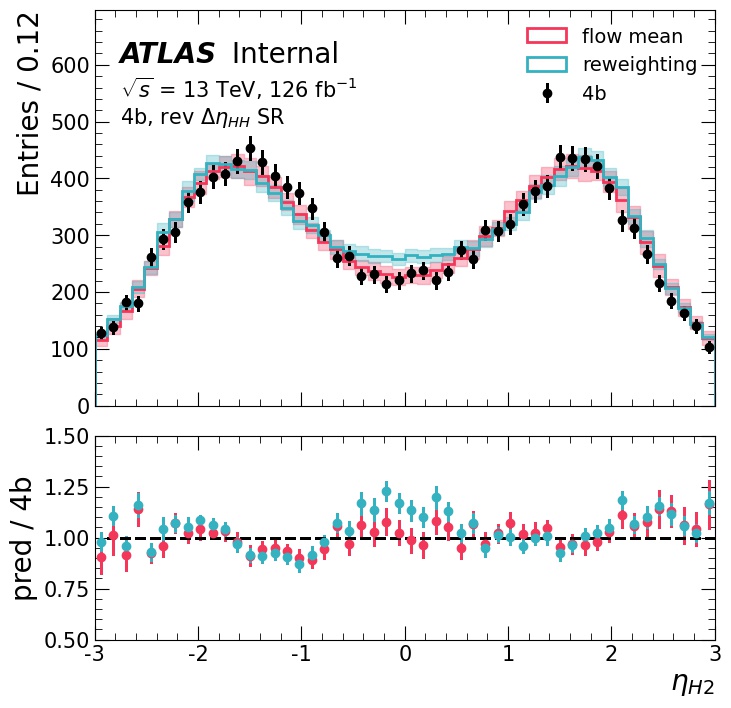 Entries / 0.12
600
500
400
300
200
100
0
ATLAS Internal
√s = 13 TeV, 126 fb⁻¹
4b, rev Δη_HH SR
flow mean
reweighting
4b
pred / 4b
1.50
1.25
1.00
0.75
0.50
-3 -2 -1 0 1 2 3
η_H2